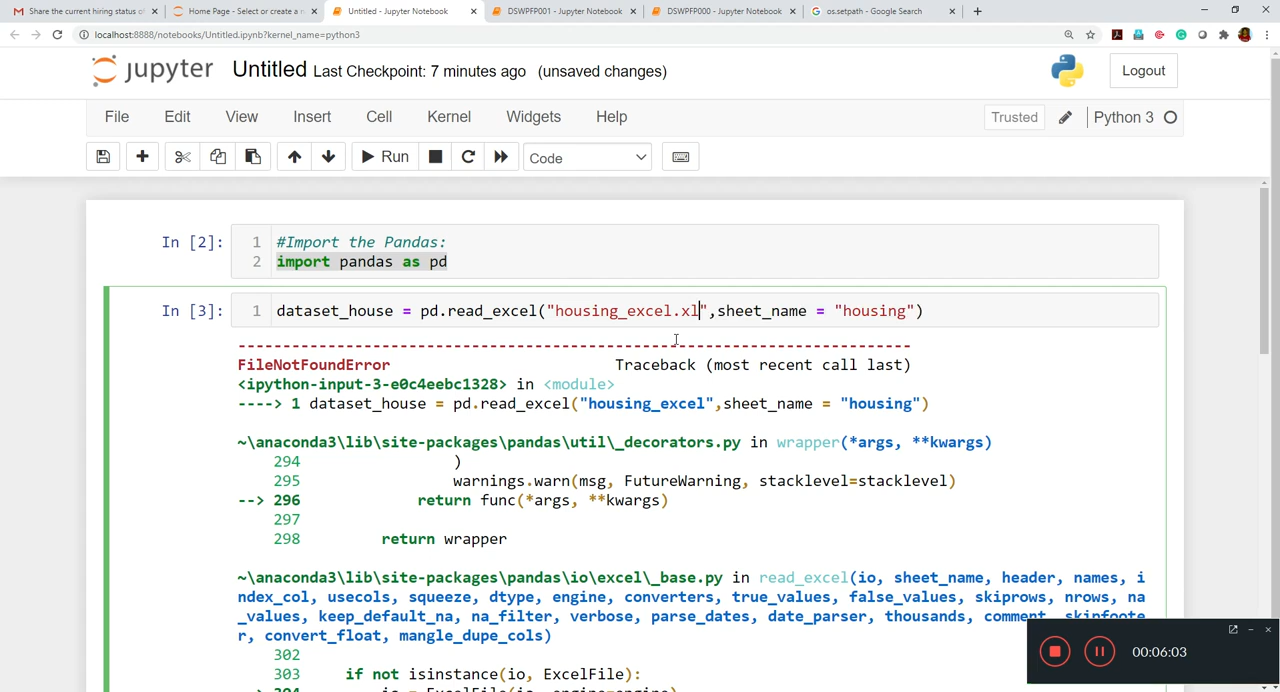 Share the current hiring status of
Home Page - Select or create a n
Untitled - Jupyter Notebook
DSWPFP001 - Jupyter Notebook
DSWPFP000 - Jupyter Notebook
os.setpath - Google Search
localhost:8888/notebooks/Untitled.ipynb?kernel_name=python3
jupyter Untitled Last Checkpoint: 7 minutes ago (unsaved changes)
Logout
File Edit View Insert Cell Kernel Widgets Help
Trusted
Python 3
Run
Code
In [2]:
1 #Import the Pandas:
2 import pandas as pd
In [3]:
1 dataset_house = pd.read_excel("housing_excel.xl",sheet_name = "housing")
---------------------------------------------------------------------------
FileNotFoundError Traceback (most recent call last)
<ipython-input-3-e0c4eebc1328> in <module>
----> 1 dataset_house = pd.read_excel("housing_excel",sheet_name = "housing")
~\anaconda3\lib\site-packages\pandas\util\_decorators.py in wrapper(*args, **kwargs)
294 )
295 warnings.warn(msg, FutureWarning, stacklevel=stacklevel)
--> 296 return func(*args, **kwargs)
297
298 return wrapper
~\anaconda3\lib\site-packages\pandas\io\excel\_base.py in read_excel(io, sheet_name, header, names, i
ndex_col, usecols, squeeze, dtype, engine, converters, true_values, false_values, skiprows, nrows, na
_values, keep_default_na, na_filter, verbose, parse_dates, date_parser, thousands, comment, skipfoote
r, convert_float, mangle_dupe_cols)
302
303 if not isinstance(io, ExcelFile):
--> 304 io = ExcelFile(io, engine=engine)
00:06:03